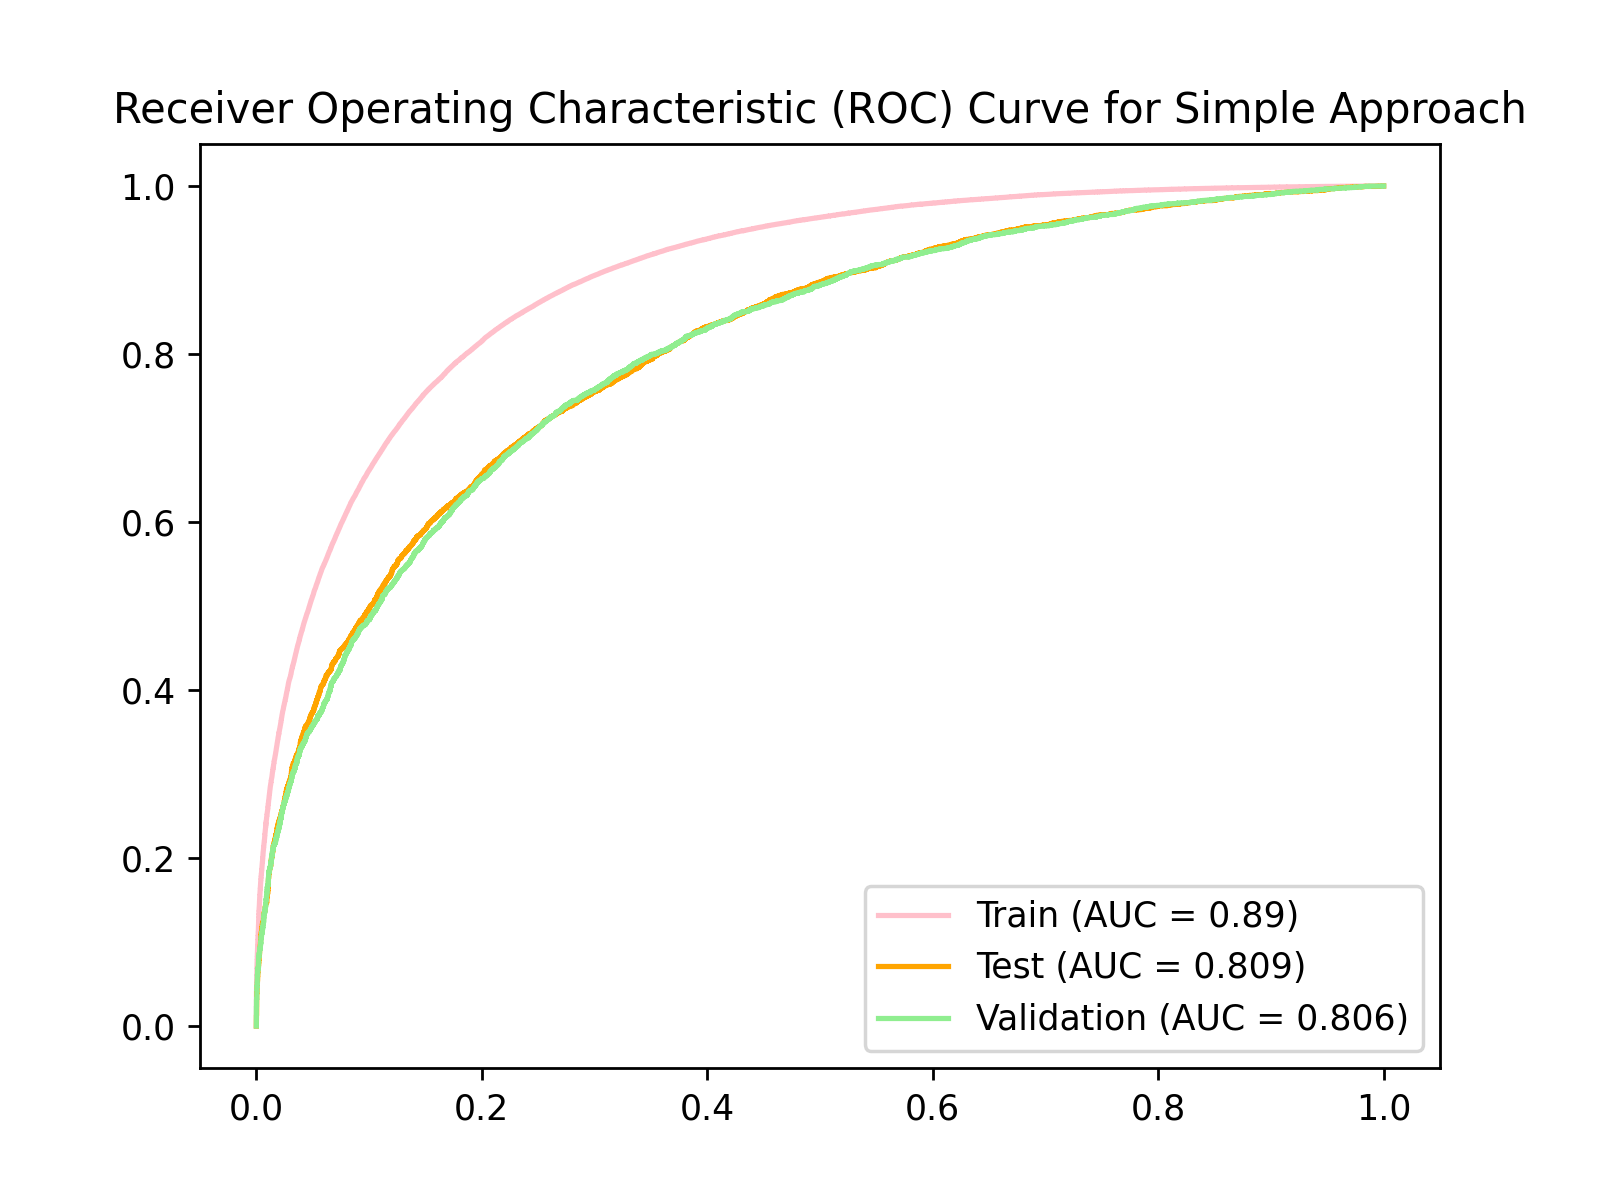 Receiver Operating Characteristic (ROC) Curve for Simple Approach
1.0
0.8
0.6
0.4
0.2
0.0
Train (AUC = 0.89)
Test (AUC = 0.809)
Validation (AUC = 0.806)
0.0 0.2 0.4 0.6 0.8 1.0